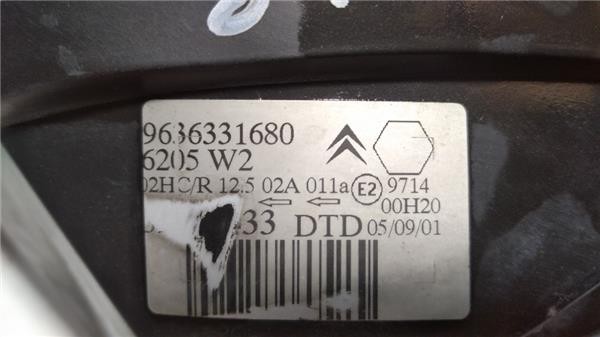 9636331680
6205 W2
02HC/R 12.5 02A 011a E2 9714
00H20
33 DTD 05/09/01